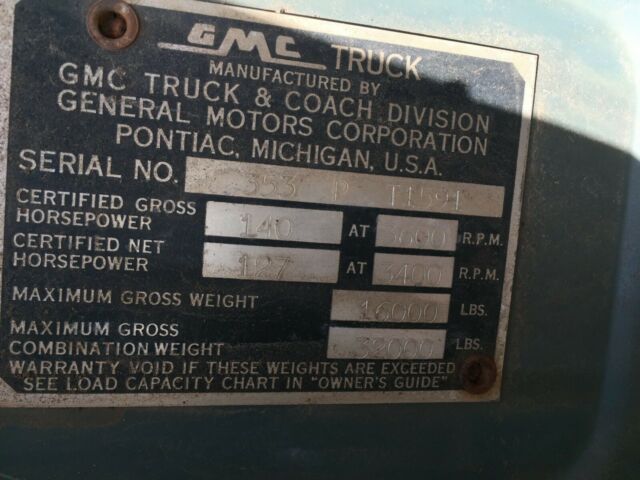 GMC TRUCK
MANUFACTURED BY
GMC TRUCK & COACH DIVISION
GENERAL MOTORS CORPORATION
PONTIAC, MICHIGAN, U.S.A.
SERIAL NO. 353 P T1591
CERTIFIED GROSS HORSEPOWER 140 AT 3600 R.P.M.
CERTIFIED NET HORSEPOWER 127 AT 3400 R.P.M.
MAXIMUM GROSS WEIGHT 16000 LBS.
MAXIMUM GROSS COMBINATION WEIGHT 32000 LBS.
WARRANTY VOID IF THESE WEIGHTS ARE EXCEEDED
SEE LOAD CAPACITY CHART IN "OWNER'S GUIDE"